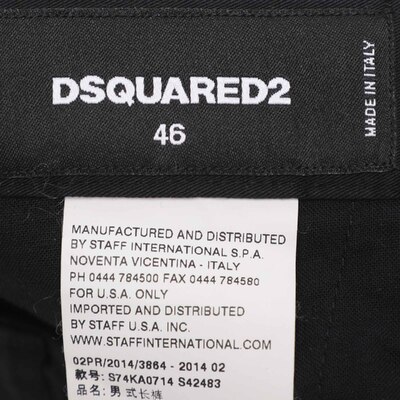 DSQUARED2
46
MADE IN ITALY
MANUFACTURED AND DISTRIBUTED
BY STAFF INTERNATIONAL S.P.A.
NOVENTA VICENTINA - ITALY
PH 0444 784500 FAX 0444 784580
FOR U.S.A. ONLY
IMPORTED AND DISTRIBUTED
BY STAFF U.S.A. INC.
WWW.STAFFINTERNATIONAL.COM
02PR/2014/3864 - 2014 02
款号: S74KA0714 S42483
品名: 男式长裤